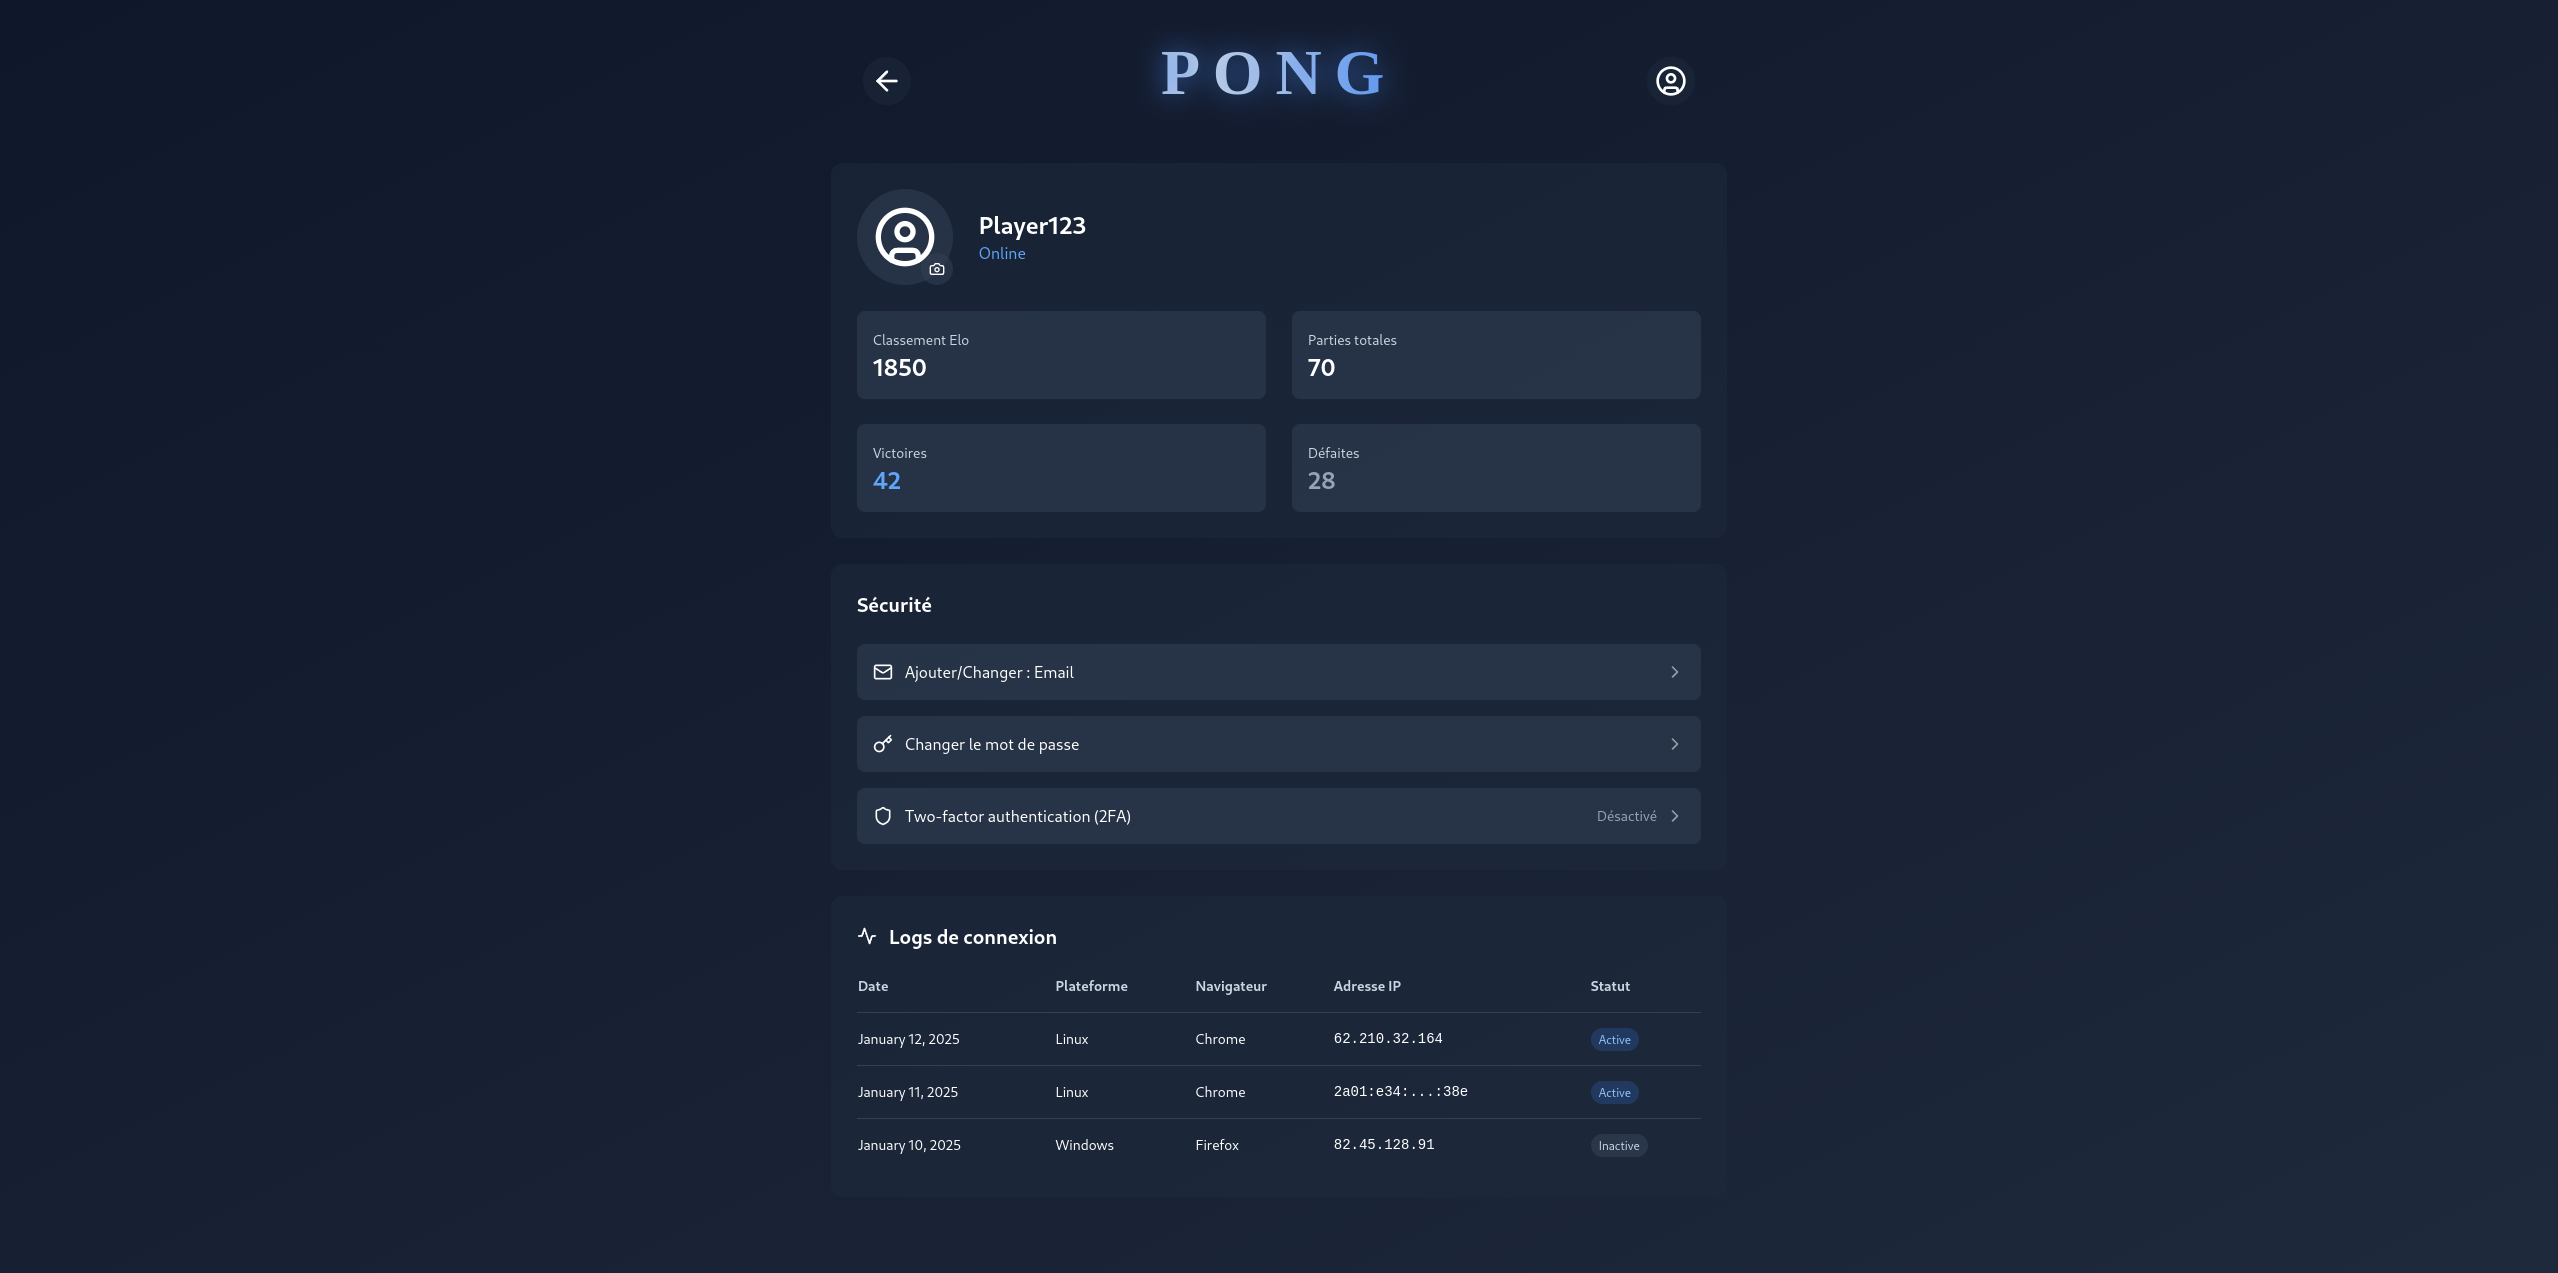 PONG
Player123
Online
Classement Elo
1850
Parties totales
70
Victoires
42
Défaites
28
Sécurité
Ajouter/Changer : Email
Changer le mot de passe
Two-factor authentication (2FA) Désactivé
Logs de connexion
Date Plateforme Navigateur Adresse IP Statut
January 12, 2025 Linux Chrome 62.210.32.164 Active
January 11, 2025 Linux Chrome 2a01:e34:...:38e Active
January 10, 2025 Windows Firefox 82.45.128.91 Inactive